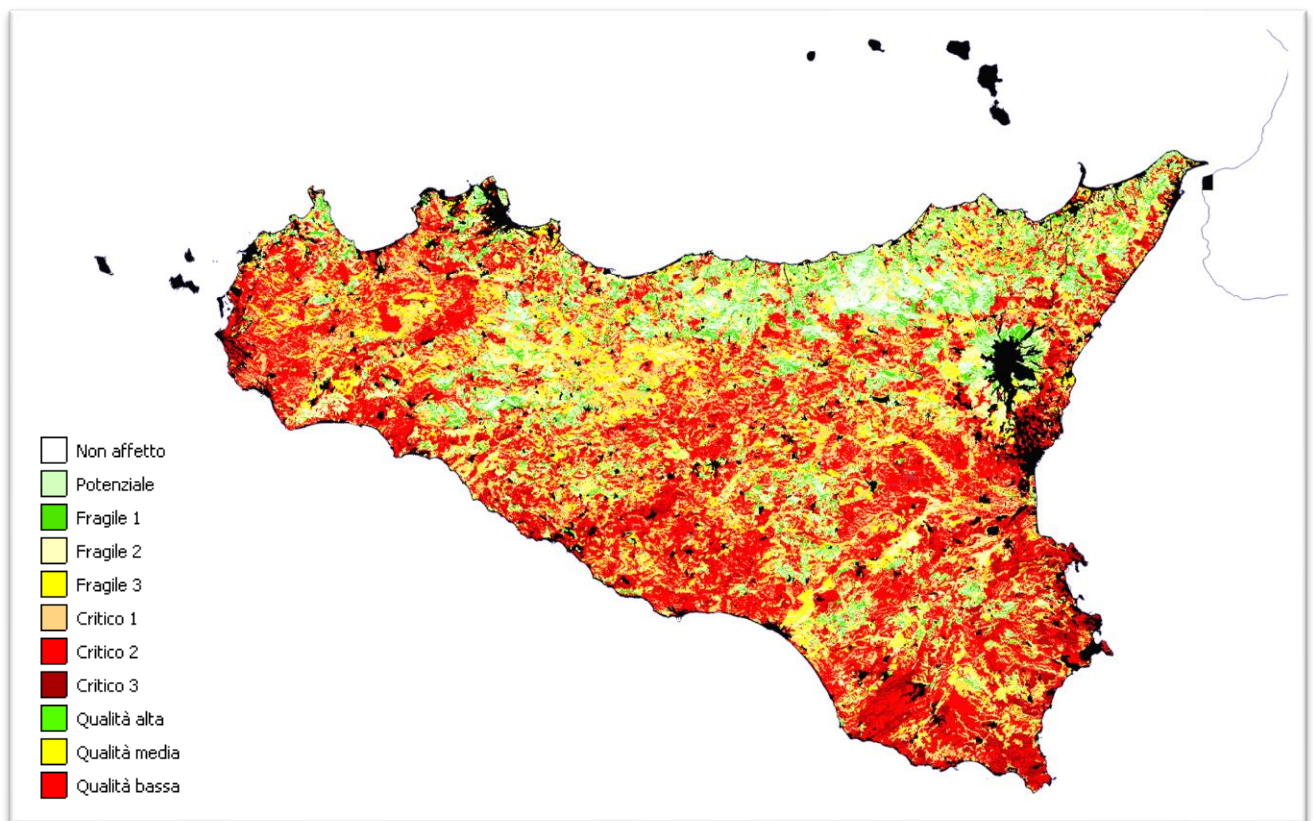 Non affetto
Potenziale
Fragile 1
Fragile 2
Fragile 3
Critico 1
Critico 2
Critico 3
Qualità alta
Qualità media
Qualità bassa